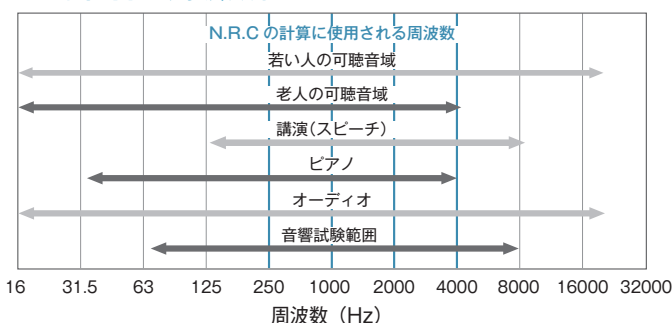 N.R.C の計算に使用される周波数
若い人の可聴音域
老人の可聴音域
講演(スピーチ)
ピアノ
オーディオ
音響試験範囲
16 31.5 63 125 250 1000 2000 4000 8000 16000 32000
周波数（Hz）